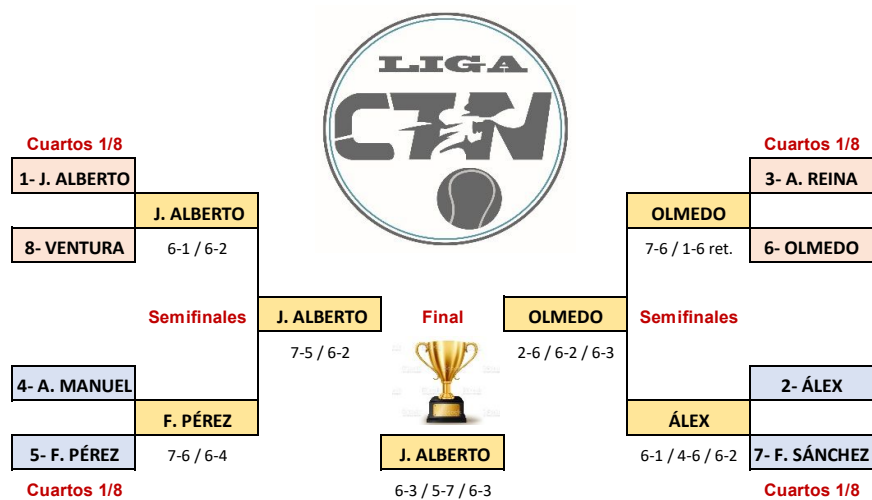 LIGA
CTN
Cuartos 1/8
Cuartos 1/8
1- J. ALBERTO
3- A. REINA
J. ALBERTO
OLMEDO
8- VENTURA
6-1 / 6-2
7-6 / 1-6 ret.
6- OLMEDO
Semifinales
J. ALBERTO
Final
OLMEDO
Semifinales
7-5 / 6-2
2-6 / 6-2 / 6-3
4- A. MANUEL
2- ÁLEX
F. PÉREZ
ÁLEX
5- F. PÉREZ
7-6 / 6-4
J. ALBERTO
6-1 / 4-6 / 6-2
7- F. SÁNCHEZ
Cuartos 1/8
6-3 / 5-7 / 6-3
Cuartos 1/8